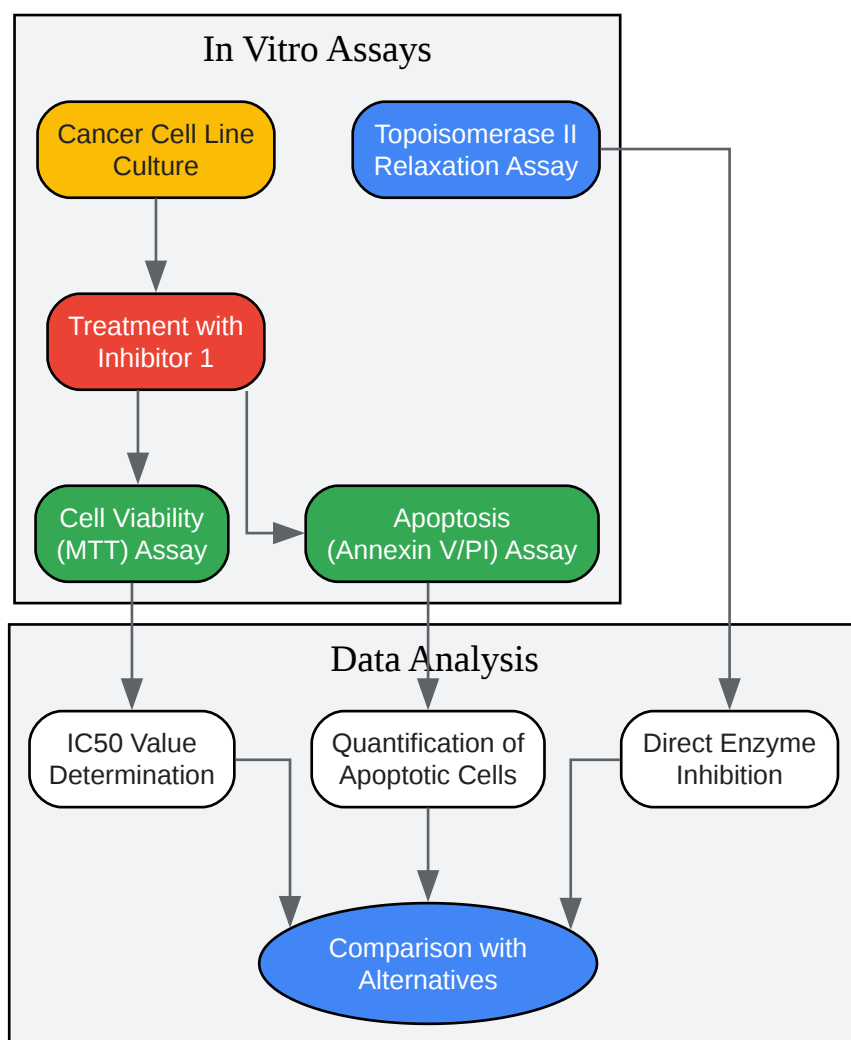 In Vitro Assays
Cancer Cell Line
Culture
Topoisomerase II
Relaxation Assay
Treatment with
Inhibitor 1
Cell Viability
(MTT) Assay
Apoptosis
(Annexin V/PI) Assay
Data Analysis
IC50 Value
Determination
Quantification of
Apoptotic Cells
Direct Enzyme
Inhibition
Comparison with
Alternatives